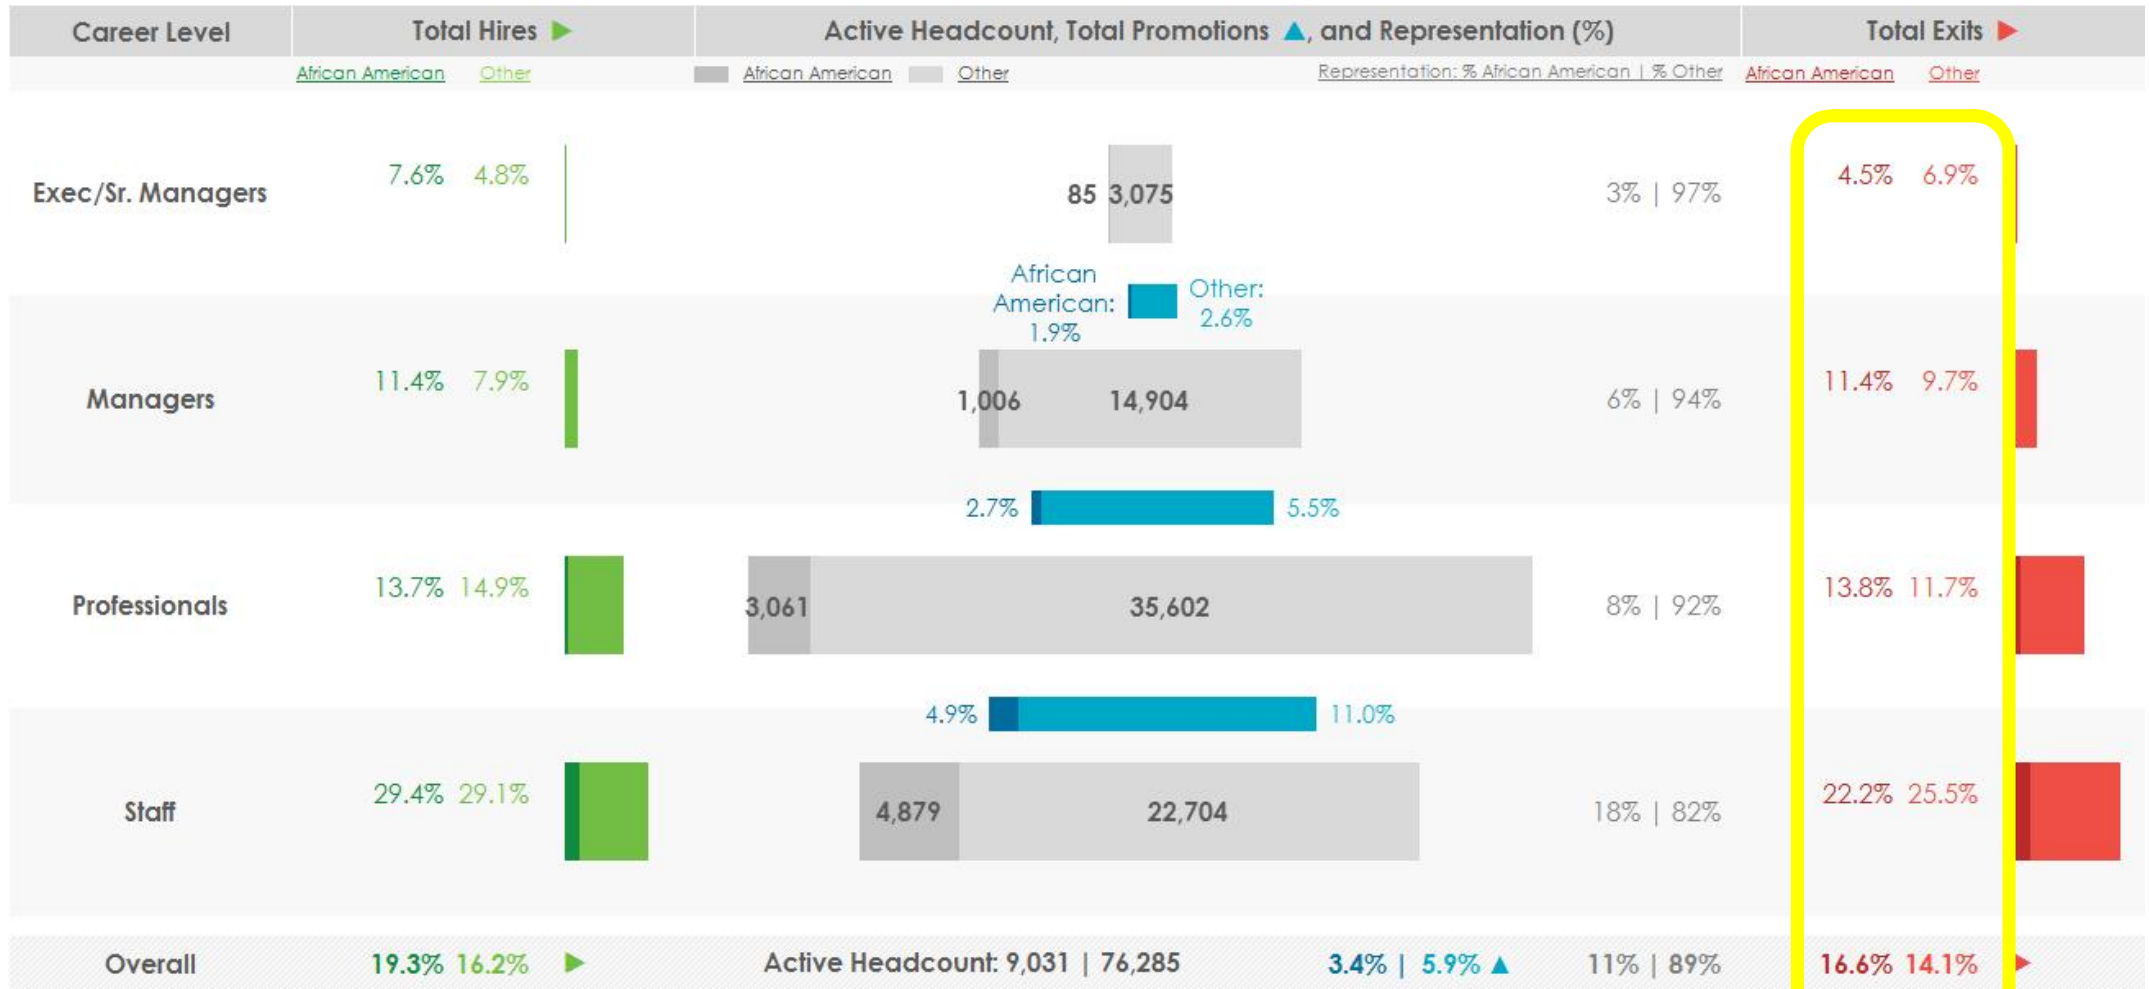 Career Level Total Hires Active Headcount, Total Promotions ▲, and Representation (%) Total Exits
African American Other African American Other Representation: % African American | % Other African American Other
Exec/Sr. Managers 7.6% 4.8% 85 3,075 3% | 97% 4.5% 6.9%
African
American:
1.9%
Other:
2.6%
Managers 11.4% 7.9% 1,006 14,904 6% | 94% 11.4% 9.7%
2.7% 5.5%
Professionals 13.7% 14.9% 3,061 35,602 8% | 92% 13.8% 11.7%
4.9% 11.0%
Staff 29.4% 29.1% 4,879 22,704 18% | 82% 22.2% 25.5%
Overall 19.3% 16.2% Active Headcount: 9,031 | 76,285 3.4% | 5.9% ▲ 11% | 89% 16.6% 14.1%